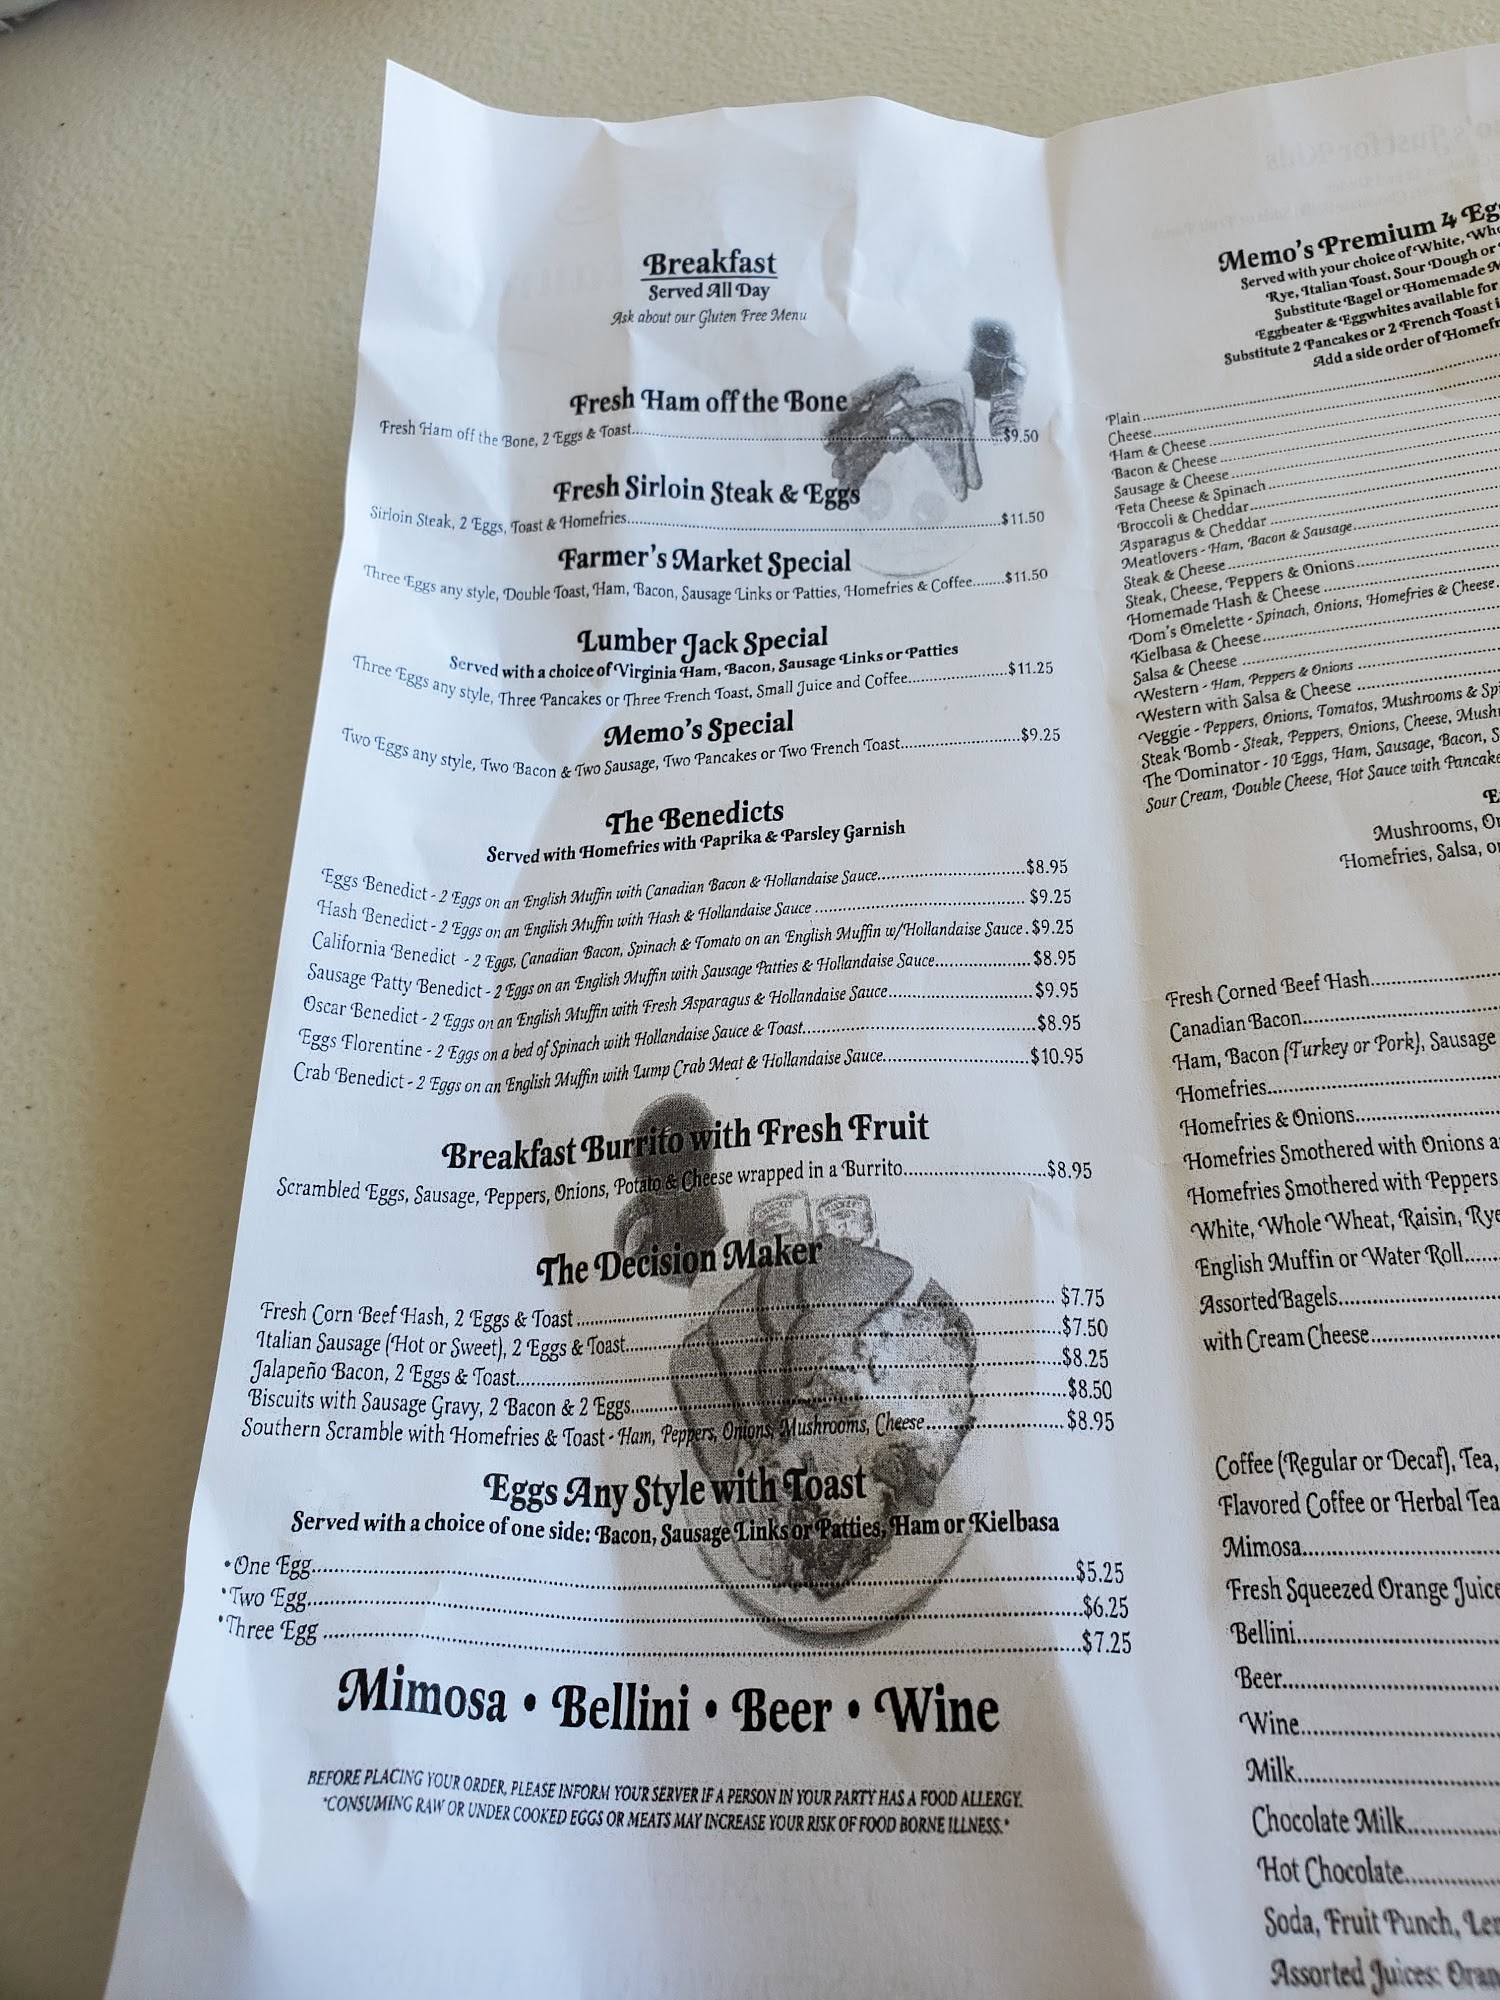 Breakfast
Served All Day
Ask about our Gluten Free Menu
Fresh Ham off the Bone
Fresh Ham off the Bone, 2 Eggs & Toast $9.50
Fresh Sirloin Steak & Eggs
Sirloin Steak, 2 Eggs, Toast & Homefries $11.50
Farmer's Market Special
Three Eggs any style, Double Toast, Ham, Bacon, Sausage Links or Patties, Homefries & Coffee $11.50
Lumber Jack Special
Served with a choice of Virginia Ham, Bacon, Sausage Links or Patties
Three Eggs any style, Three Pancakes or Three French Toast, Small Juice and Coffee $11.25
Memo's Special
Two Eggs any style, Two Bacon & Two Sausage, Two Pancakes or Two French Toast $9.25
The Benedicts
Served with Homefries with Paprika & Parsley Garnish
Eggs Benedict - 2 Eggs on an English Muffin with Canadian Bacon & Hollandaise Sauce $8.95
Hash Benedict - 2 Eggs on an English Muffin with Hash & Hollandaise Sauce $9.25
California Benedict - 2 Eggs, Canadian Bacon, Spinach & Tomato on an English Muffin w/Hollandaise Sauce $9.25
Sausage Patty Benedict - 2 Eggs on an English Muffin with Sausage Patties & Hollandaise Sauce $8.95
Oscar Benedict - 2 Eggs on an English Muffin with Fresh Asparagus & Hollandaise Sauce $9.95
Eggs Florentine - 2 Eggs on a bed of Spinach with Hollandaise Sauce & Toast $8.95
Crab Benedict - 2 Eggs on an English Muffin with Lump Crab Meat & Hollandaise Sauce $10.95
Breakfast Burrito with Fresh Fruit
Scrambled Eggs, Sausage, Peppers, Onions, Potato & Cheese wrapped in a Burrito $8.95
The Decision Maker
Fresh Corn Beef Hash, 2 Eggs & Toast $7.75
Italian Sausage (Hot or Sweet), 2 Eggs & Toast $7.50
Jalapeño Bacon, 2 Eggs & Toast $8.25
Biscuits with Sausage Gravy, 2 Bacon & 2 Eggs $8.50
Southern Scramble with Homefries & Toast - Ham, Peppers, Onions, Mushrooms, Cheese $8.95
Eggs Any Style with Toast
Served with a choice of one side: Bacon, Sausage Links or Patties, Ham or Kielbasa
•One Egg $5.25
•Two Egg $6.25
•Three Egg $7.25
Mimosa • Bellini • Beer • Wine
BEFORE PLACING YOUR ORDER, PLEASE INFORM YOUR SERVER IF A PERSON IN YOUR PARTY HAS A FOOD ALLERGY.
*CONSUMING RAW OR UNDER COOKED EGGS OR MEATS MAY INCREASE YOUR RISK OF FOOD BORNE ILLNESS.*
Memo's Premium 4
Served with your choice of White,
Rye, Italian Toast, Sour Dough or
Substitute Bagel or Homemade
Eggbeater & Eggwhites available for
Substitute 2 Pancakes or 2 French Toast
Add a side order of
Plain
Cheese
Ham & Cheese
Bacon & Cheese
Sausage & Cheese
Feta Cheese & Spinach
Broccoli & Cheddar
Asparagus & Cheddar
Meatlovers - Ham, Bacon & Sausage
Steak & Cheese
Steak, Cheese, Peppers & Onions
Homemade Hash & Cheese
Dom's Omelette - Spinach, Onions, Homefries & Cheese
Kielbasa & Cheese
Salsa & Cheese
Western - Ham, Peppers & Onions
Western with Salsa & Cheese
Veggie - Peppers, Onions, Tomatos, Mushrooms &
Steak Bomb - Steak, Peppers, Onions, Cheese,
The Dominator - 10 Eggs, Ham, Sausage, Bacon,
Sour Cream, Double Cheese, Hot Sauce with
Mushrooms,
Homefries, Salsa,
Fresh Corned Beef Hash
Canadian Bacon
Ham, Bacon (Turkey or Pork), Sausage
Homefries
Homefries & Onions
Homefries Smothered with Onions
Homefries Smothered with Peppers
White, Whole Wheat, Raisin, Rye
English Muffin or Water Roll
Assorted Bagels
with Cream Cheese
Coffee (Regular or Decaf), Tea,
Flavored Coffee or Herbal Tea
Mimosa
Fresh Squeezed Orange Juice
Bellini
Beer
Wine
Milk
Chocolate Milk
Hot Chocolate
Soda, Fruit Punch,
Assorted Juices: